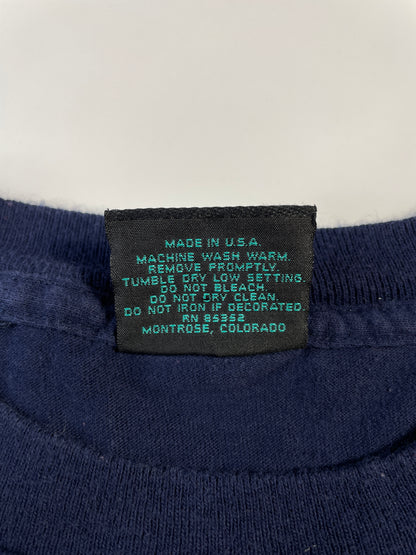 MADE IN U.S.A.
MACHINE WASH WARM.
REMOVE PROMPTLY.
TUMBLE DRY LOW SETTING.
DO NOT BLEACH.
DO NOT DRY CLEAN.
DO NOT IRON IF DECORATED.
RN 85352
MONTROSE, COLORADO